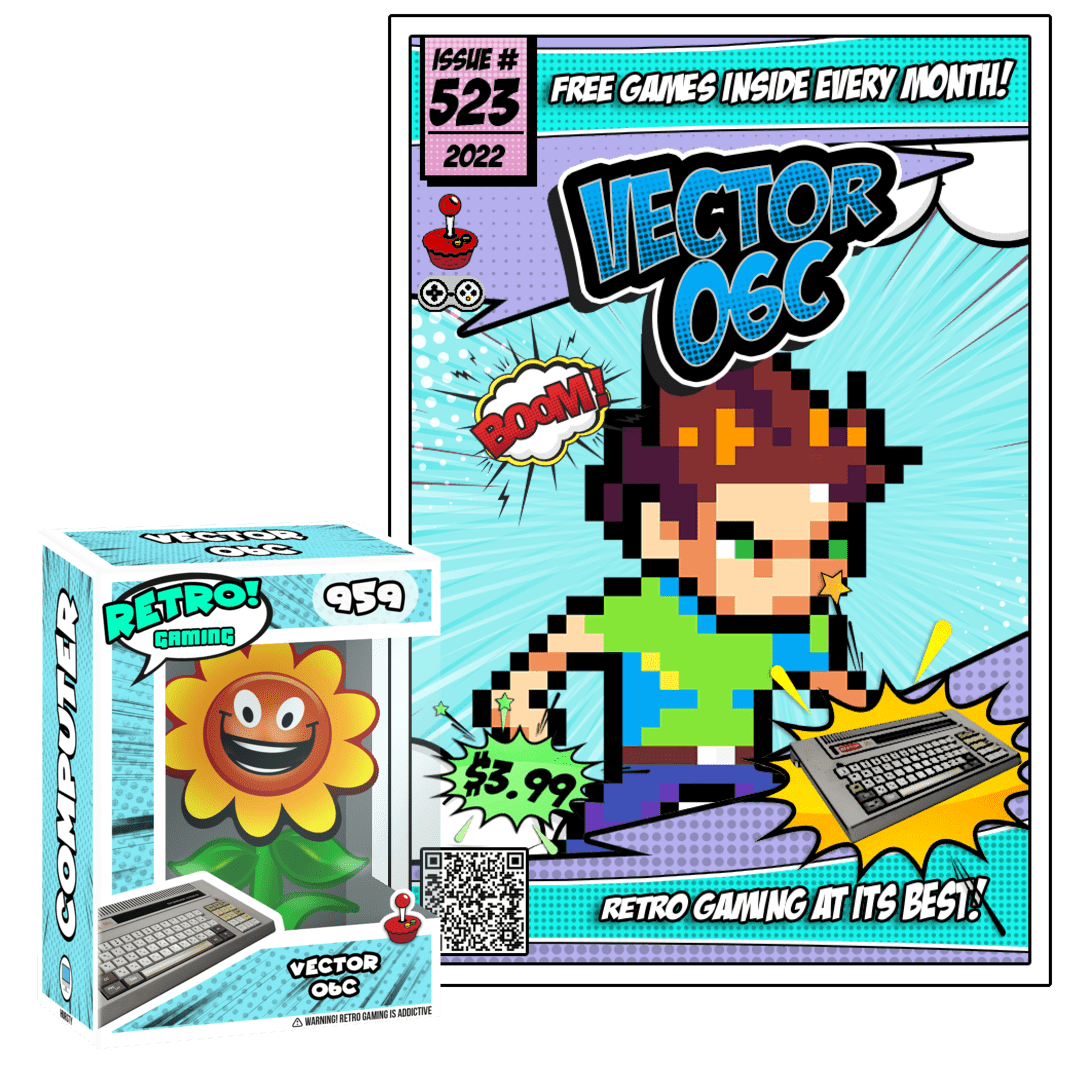 ISSUE #
523
2022
FREE GAMES INSIDE EVERY MONTH!
VECTOR
06C
BOOM!
$3.99
RETRO GAMING AT ITS BEST!
VECTOR
06C
RETRO!
GAMING
959
COMPUTER
VECTOR
06C
WARNING! RETRO GAMING IS ADDICTIVE